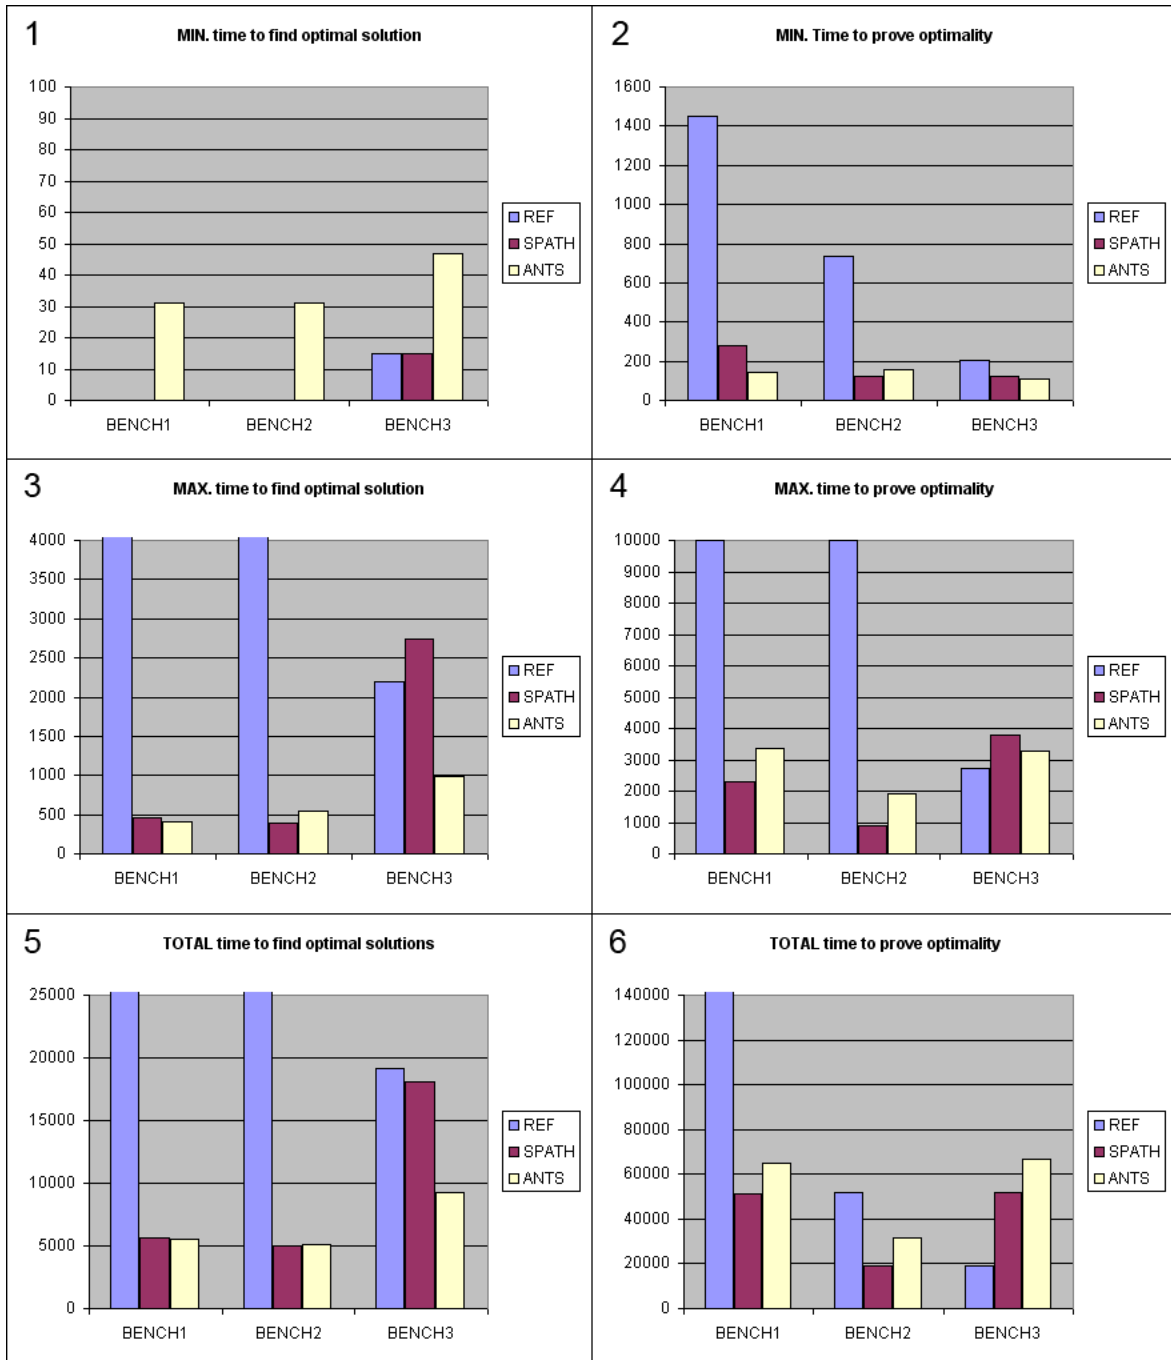 1
MIN. time to find optimal solution
100
90
80
70
60
50
40
30
20
10
0
BENCH1 BENCH2 BENCH3
REF
SPATH
ANTS
2
MIN. Time to prove optimality
1600
1400
1200
1000
800
600
400
200
0
BENCH1 BENCH2 BENCH3
REF
SPATH
ANTS
3
MAX. time to find optimal solution
4000
3500
3000
2500
2000
1500
1000
500
0
BENCH1 BENCH2 BENCH3
REF
SPATH
ANTS
4
MAX. time to prove optimality
10000
9000
8000
7000
6000
5000
4000
3000
2000
1000
0
BENCH1 BENCH2 BENCH3
REF
SPATH
ANTS
5
TOTAL time to find optimal solutions
25000
20000
15000
10000
5000
0
BENCH1 BENCH2 BENCH3
REF
SPATH
ANTS
6
TOTAL time to prove optimality
140000
120000
100000
80000
60000
40000
20000
0
BENCH1 BENCH2 BENCH3
REF
SPATH
ANTS